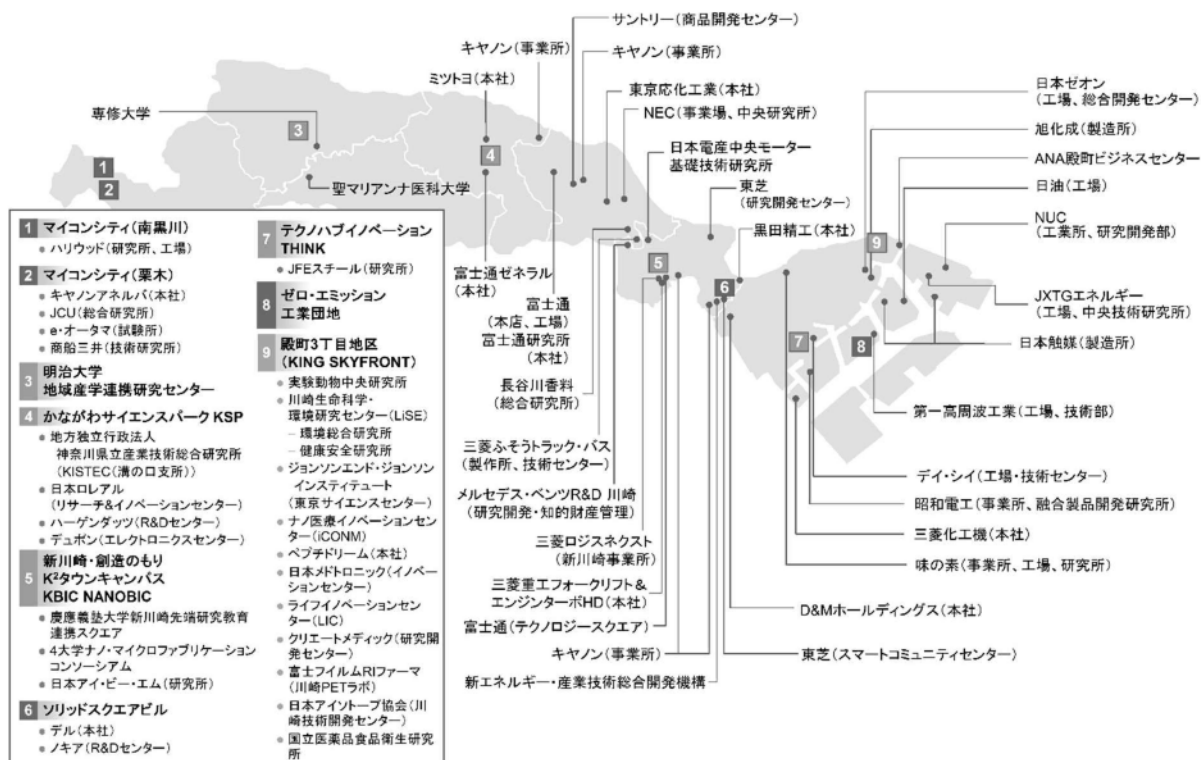 サントリー(商品開発センター)
キヤノン(事業所)
キヤノン(事業所)
ミツトヨ(本社)
東京応化工業(本社)
NEC(事業場、中央研究所)
日本電産中央モーター
基礎技術研究所
東芝
(研究開発センター)
黒田精工(本社)
日本ゼオン
(工場、総合開発センター)
旭化成(製造所)
ANA殿町ビジネスセンター
日油(工場)
NUC
(工業所、研究開発部)
JXTGエネルギー
(工場、中央技術研究所)
日本触媒(製造所)
第一高周波工業(工場、技術部)
デイ・シイ(工場・技術センター)
昭和電工(事業所、融合製品開発研究所)
三菱化工機(本社)
味の素(事業所、工場、研究所)
D&Mホールディングス(本社)
東芝(スマートコミュニティセンター)
専修大学
聖マリアンナ医科大学
富士通ゼネラル
(本社)
富士通
(本店、工場)
富士通研究所
(本社)
長谷川香料
(総合研究所)
三菱ふそうトラック・バス
(製作所、技術センター)
メルセデス・ベンツR&D 川崎
(研究開発・知的財産管理)
三菱ロジスネクスト
(新川崎事業所)
三菱重工フォークリフト&
エンジンターボHD(本社)
富士通(テクノロジースクエア)
キヤノン(事業所)
新エネルギー・産業技術総合開発機構
1
2
3
4
5
6
7
8
9
1 マイコンシティ(南黒川)
ハリウッド(研究所、工場)
2 マイコンシティ(栗木)
キヤノンアネルバ(本社)
JCU(総合研究所)
e・オータマ(試験所)
商船三井(技術研究所)
3 明治大学
地域産学連携研究センター
4 かながわサイエンスパーク KSP
地方独立行政法人
神奈川県立産業技術総合研究所
(KISTEC(溝の口支所))
日本ロレアル
(リサーチ&イノベーションセンター)
ハーゲンダッツ(R&Dセンター)
デュポン(エレクトロニクスセンター)
5 新川崎・創造のもり
K²タウンキャンパス
KBIC NANOBIC
慶應義塾大学新川崎先端研究教育
連携スクエア
4大学ナノ・マイクロファブリケーション
コンソーシアム
日本アイ・ビー・エム(研究所)
6 ソリッドスクエアビル
デル(本社)
ノキア(R&Dセンター)
7 テクノハブイノベーション
THINK
JFEスチール(研究所)
8 ゼロ・エミッション
工業団地
9 殿町3丁目地区
(KING SKYFRONT)
実験動物中央研究所
川崎生命科学・
環境研究センター(LiSE)
– 環境総合研究所
– 健康安全研究所
ジョンソンエンド・ジョンソン
インスティテュート
(東京サイエンスセンター)
ナノ医療イノベーションセン
ター(iCONM)
ペプチドリーム(本社)
日本メドトロニック(イノベー
ションセンター)
ライフイノベーションセン
ター(LIC)
クリエートメディック(研究開
発センター)
富士フイルムRIファーマ
(川崎PETラボ)
日本アイソトープ協会(川
崎技術開発センター)
国立医薬品食品衛生研究
所